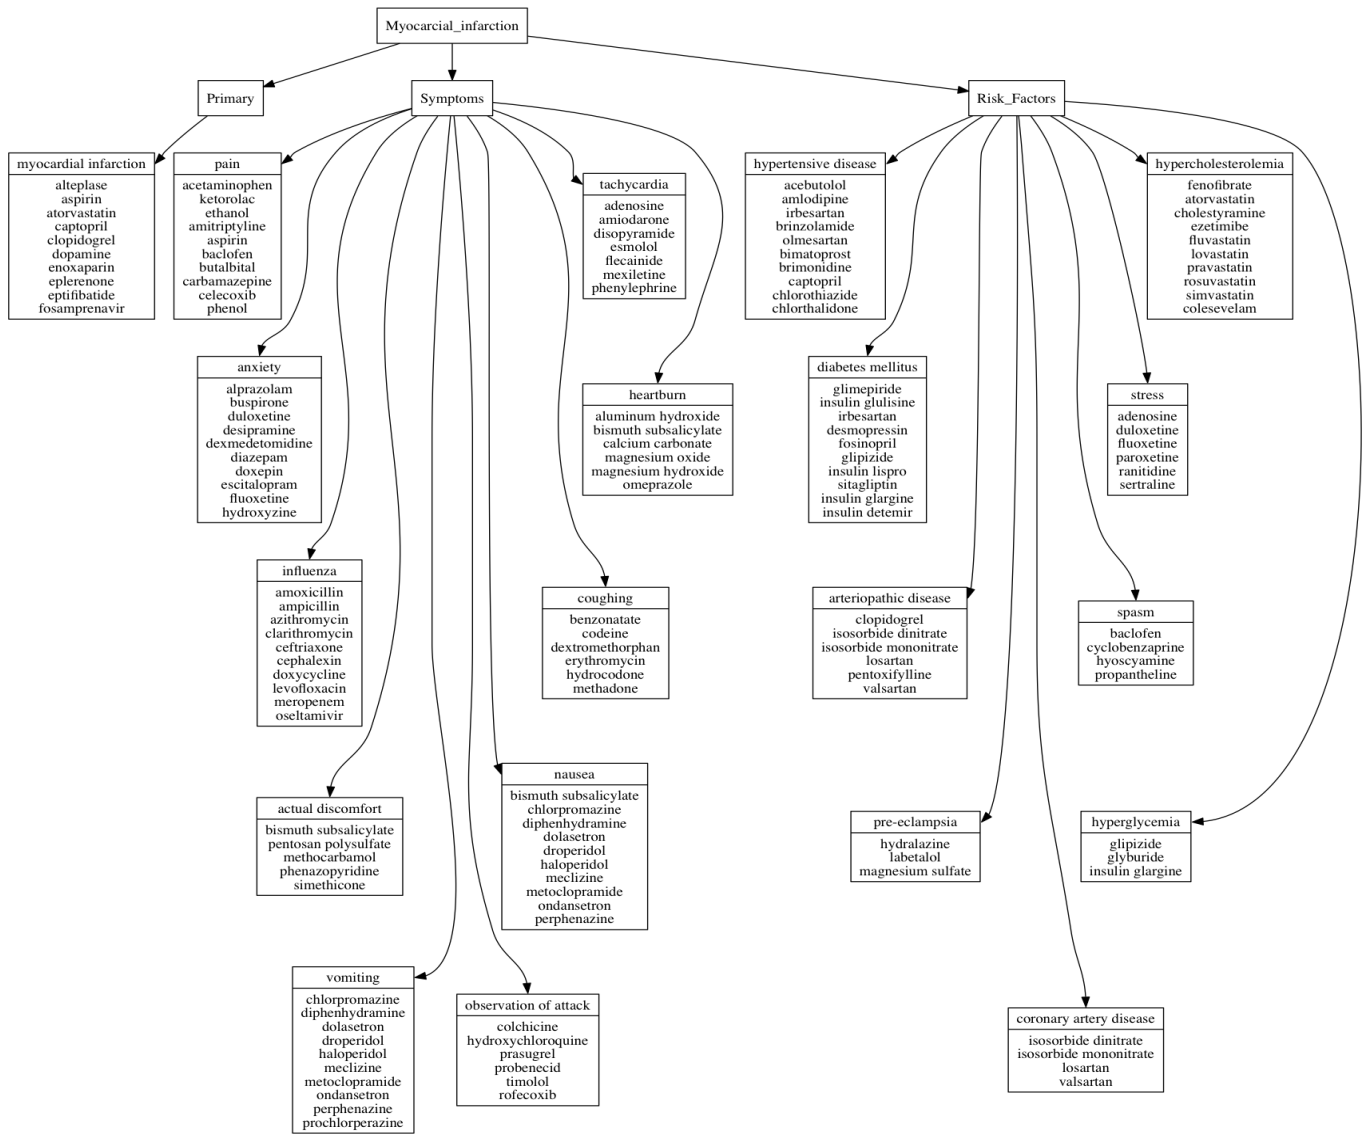 Myocarcial_infarction
Primary
Symptoms
Risk_Factors
myocardial infarction
alteplase
aspirin
atorvastatin
captopril
clopidogrel
dopamine
enoxaparin
eplerenone
eptifibatide
fosamprenavir
pain
acetaminophen
ketorolac
ethanol
amitriptyline
aspirin
baclofen
butalbital
carbamazepine
celecoxib
phenol
tachycardia
adenosine
amiodarone
disopyramide
esmolol
flecainide
mexiletine
phenylephrine
hypertensive disease
acebutolol
amlodipine
irbesartan
brinzolamide
olmesartan
bimatoprost
brimonidine
captopril
chlorothiazide
chlorthalidone
hypercholesterolemia
fenofibrate
atorvastatin
cholestyramine
ezetimibe
fluvastatin
lovastatin
pravastatin
rosuvastatin
simvastatin
colesevelam
anxiety
alprazolam
buspirone
duloxetine
desipramine
dexmedetomidine
diazepam
doxepin
escitalopram
fluoxetine
hydroxyzine
heartburn
aluminum hydroxide
bismuth subsalicylate
calcium carbonate
magnesium oxide
magnesium hydroxide
omeprazole
diabetes mellitus
glimepiride
insulin glulisine
irbesartan
desmopressin
fosinopril
glipizide
insulin lispro
sitagliptin
insulin glargine
insulin detemir
stress
adenosine
duloxetine
fluoxetine
paroxetine
ranitidine
sertraline
influenza
amoxicillin
ampicillin
azithromycin
clarithromycin
ceftriaxone
cephalexin
doxycycline
levofloxacin
meropenem
oseltamivir
coughing
benzonatate
codeine
dextromethorphan
erythromycin
hydrocodone
methadone
arteriopathic disease
clopidogrel
isosorbide dinitrate
isosorbide mononitrate
losartan
pentoxifylline
valsartan
spasm
baclofen
cyclobenzaprine
hyoscyamine
propantheline
actual discomfort
bismuth subsalicylate
pentosan polysulfate
methocarbamol
phenazopyridine
simethicone
nausea
bismuth subsalicylate
chlorpromazine
diphenhydramine
dolasetron
droperidol
haloperidol
meclizine
metoclopramide
ondansetron
perphenazine
pre-eclampsia
hydralazine
labetalol
magnesium sulfate
hyperglycemia
glipizide
glyburide
insulin glargine
vomiting
chlorpromazine
diphenhydramine
dolasetron
droperidol
haloperidol
meclizine
metoclopramide
ondansetron
perphenazine
prochlorperazine
observation of attack
colchicine
hydroxychloroquine
prasugrel
probenecid
timolol
rofecoxib
coronary artery disease
isosorbide dinitrate
isosorbide mononitrate
losartan
valsartan